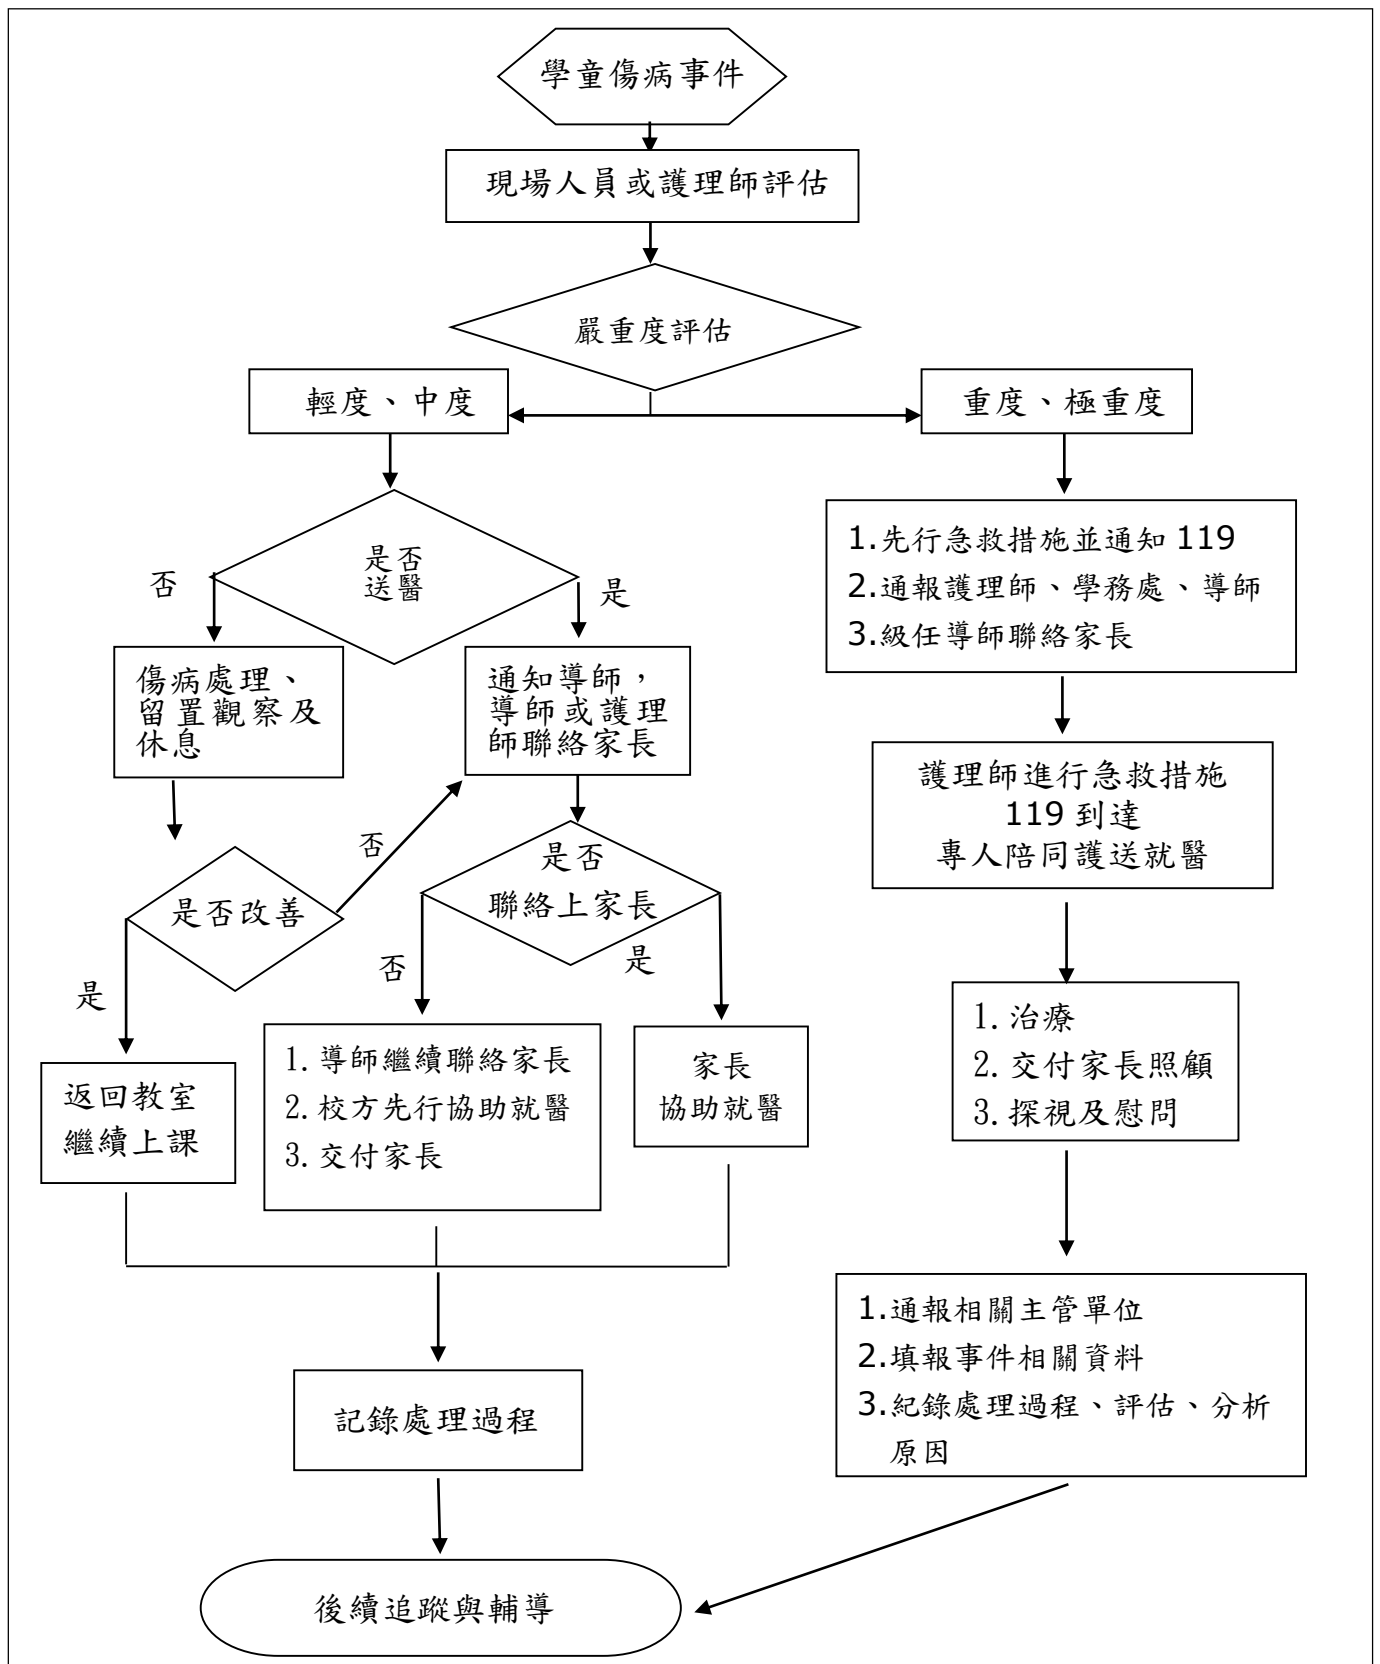 學童傷病事件
現場人員或護理師評估
嚴重度評估
輕度、中度
重度、極重度
是否
送醫
否
是
1.先行急救措施並通知 119
2.通報護理師、學務處、導師
3.級任導師聯絡家長
傷病處理、
留置觀察及
休息
通知導師，
導師或護理
師聯絡家長
護理師進行急救措施
119 到達
專人陪同護送就醫
否
是否改善
是
是否
聯絡上家長
否
是
1. 治療
2. 交付家長照顧
3. 探視及慰問
返回教室
繼續上課
1. 導師繼續聯絡家長
2. 校方先行協助就醫
3. 交付家長
家長
協助就醫
1.通報相關主管單位
2.填報事件相關資料
3.紀錄處理過程、評估、分析
原因
記錄處理過程
後續追蹤與輔導